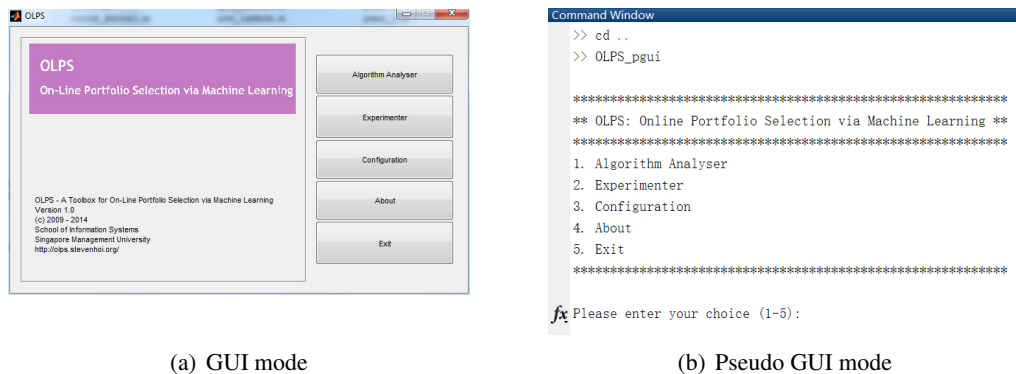 OLPS
OLPS
On-Line Portfolio Selection via Machine Learning
Algorithm Analyser
Experimenter
Configuration
About
Exit
OLPS - A Toolbox for On-Line Portfolio Selection via Machine Learning
Version 1.0
(c) 2009 - 2014
School of Information Systems
Singapore Management University
http://olps.stevenhoi.org/
(a) GUI mode
Command Window
>> cd ..
>> OLPS_pgui
***********************************************************
** OLPS: Online Portfolio Selection via Machine Learning **
***********************************************************
1. Algorithm Analyser
2. Experimenter
3. Configuration
4. About
5. Exit
***********************************************************
fx Please enter your choice (1-5):
(b) Pseudo GUI mode